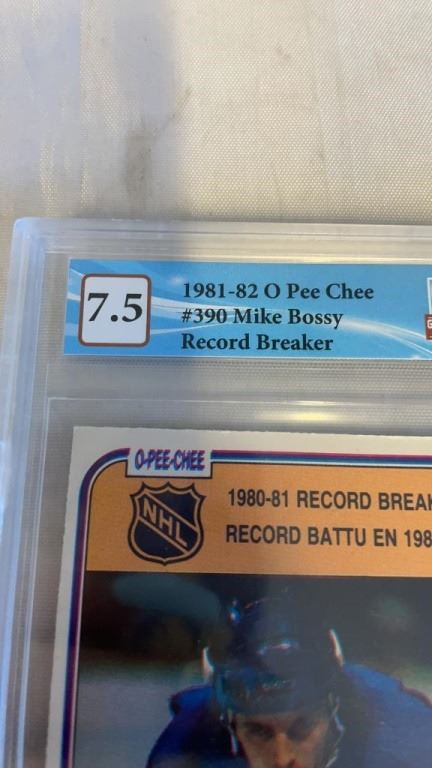 7.5
1981-82 O Pee Chee
#390 Mike Bossy
Record Breaker
O-PEE-CHEE
NHL
1980-81 RECORD BREAK
RECORD BATTU EN 198